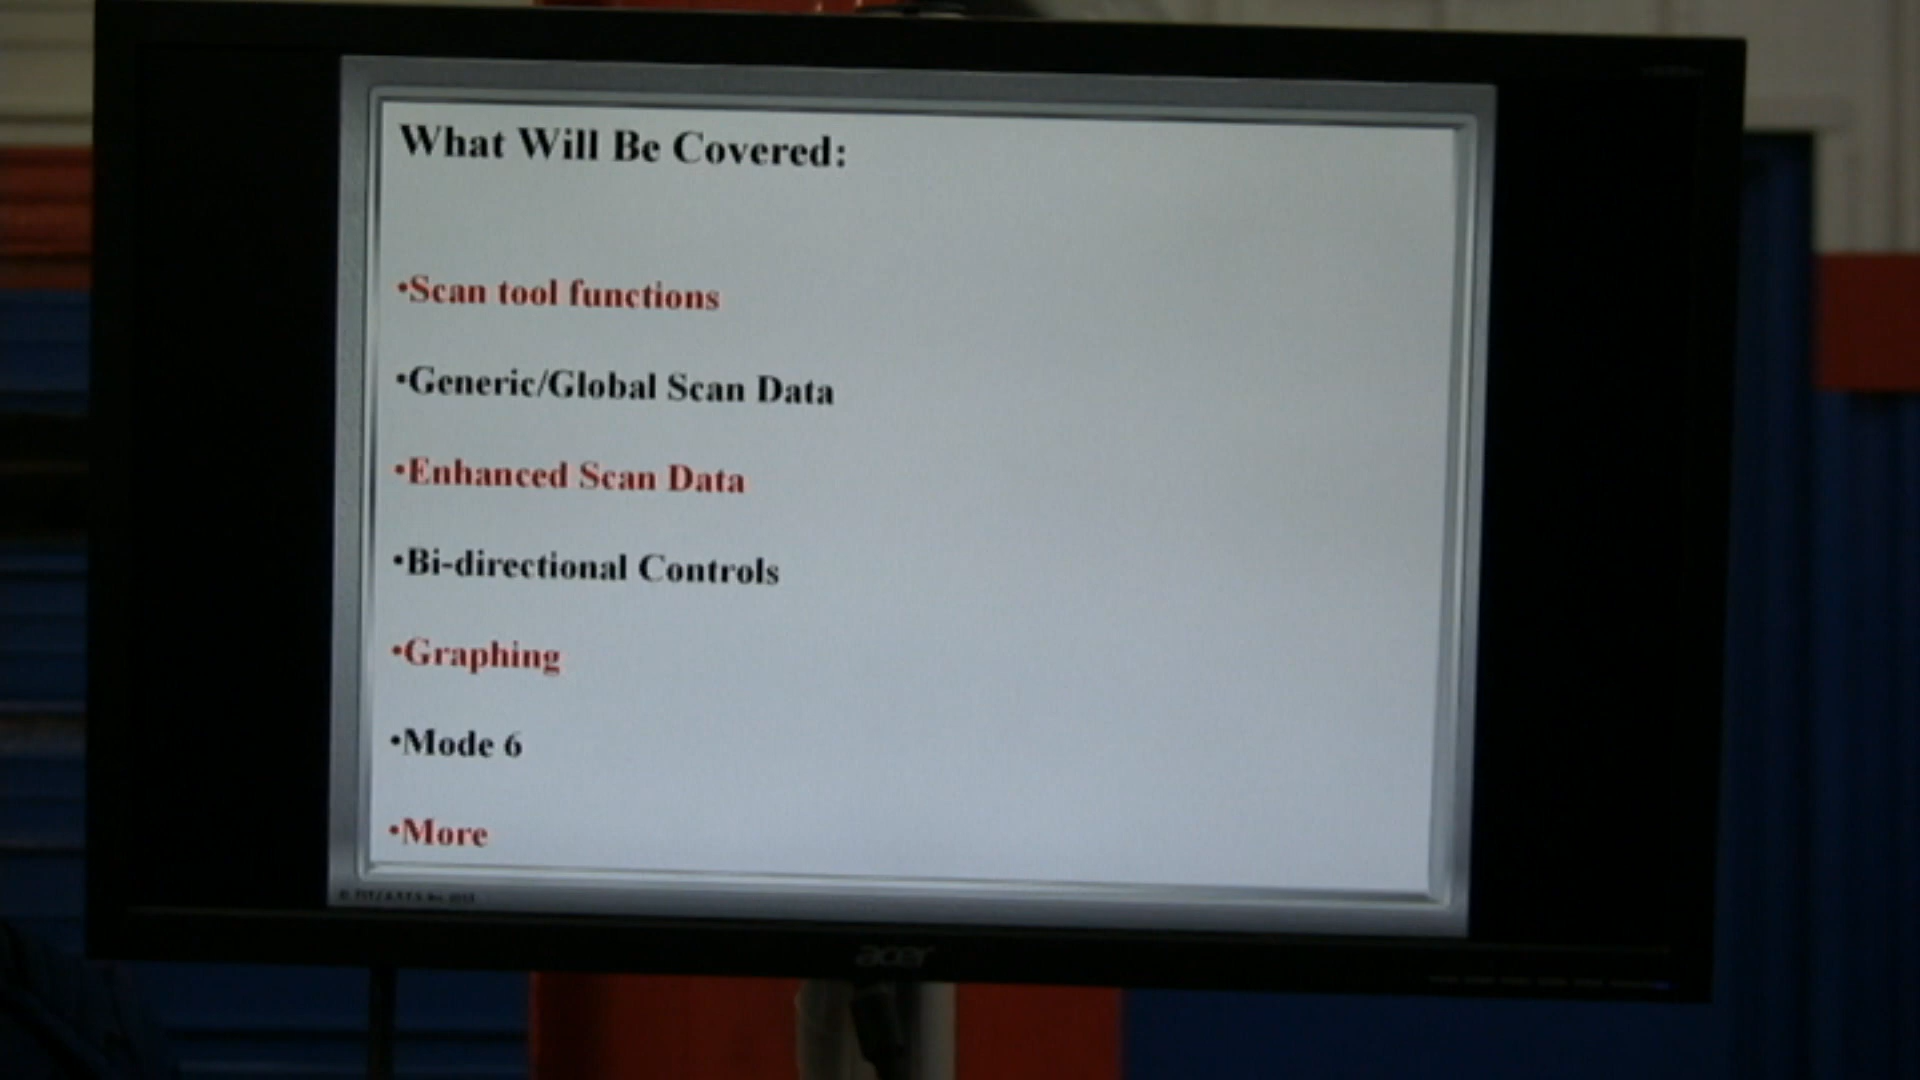 What Will Be Covered:
•Scan tool functions
•Generic/Global Scan Data
•Enhanced Scan Data
•Bi-directional Controls
•Graphing
•Mode 6
•More
acer